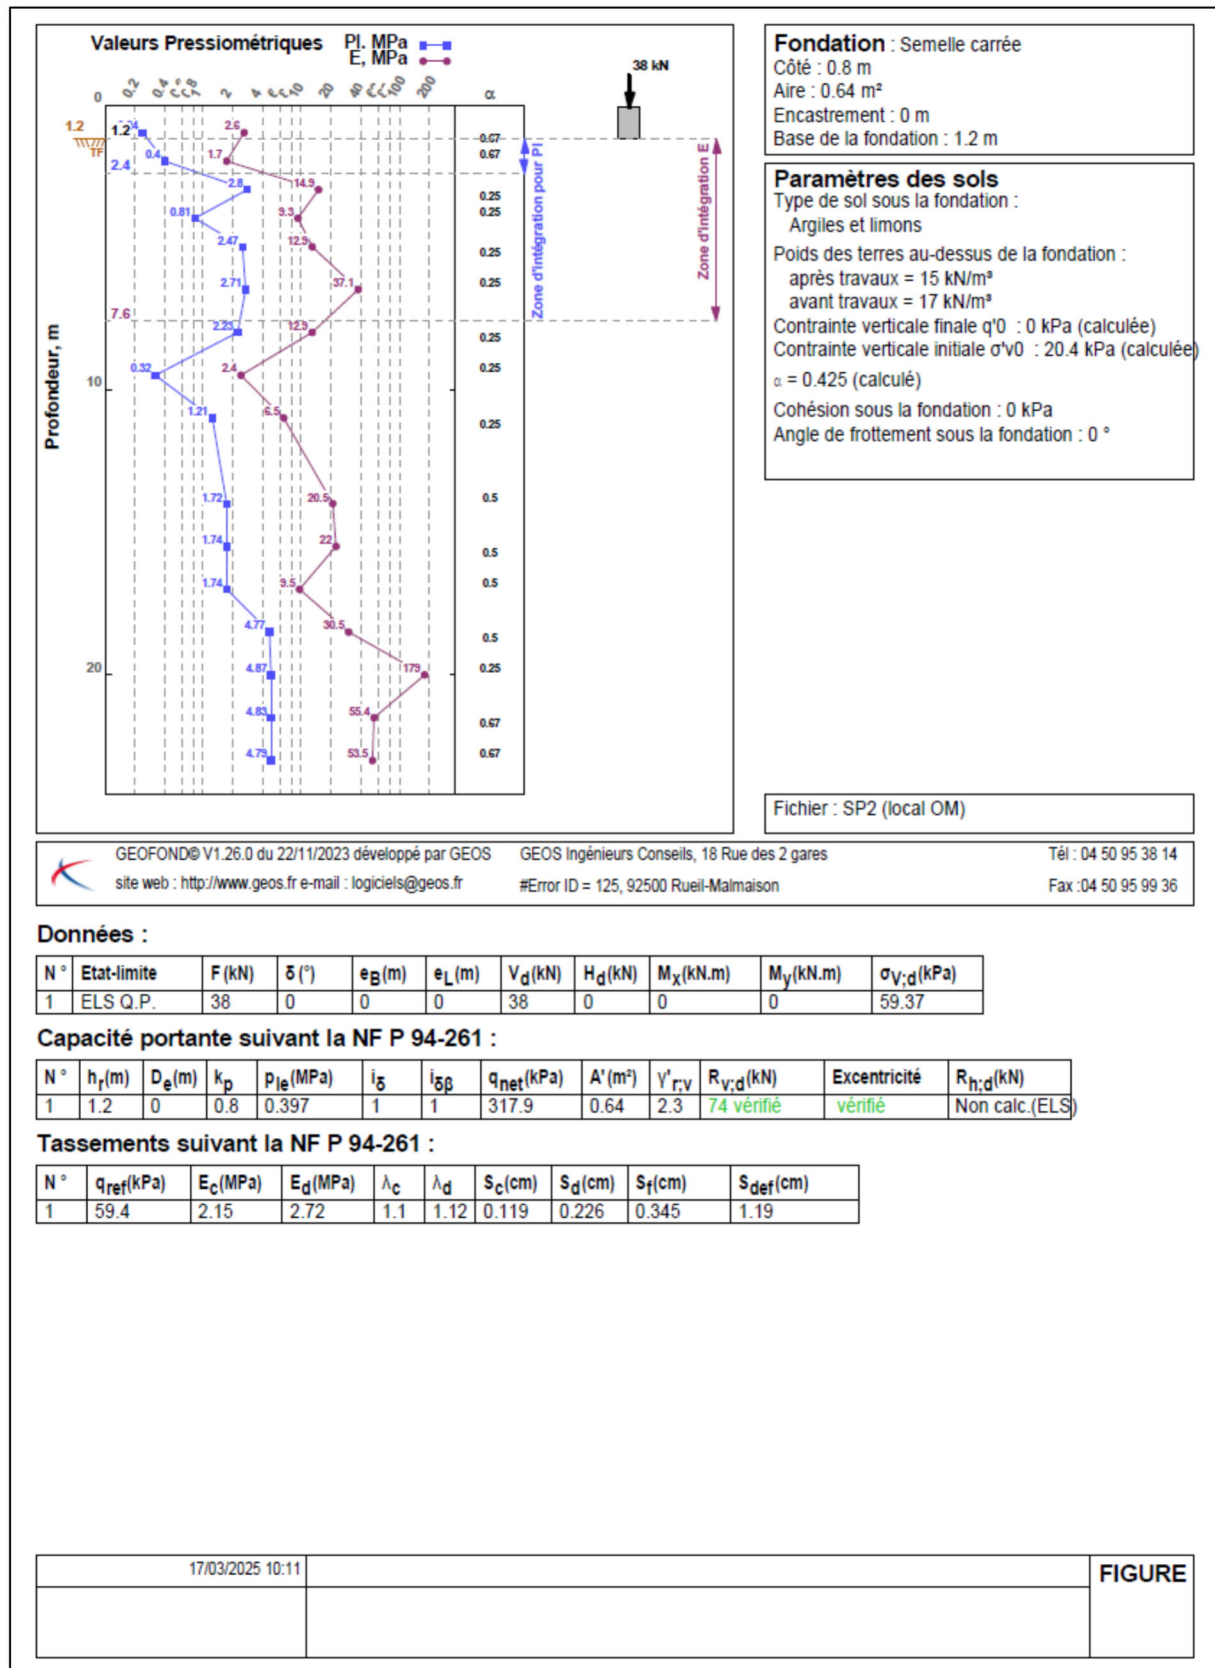 Valeurs Pressiométriques
Pl. MPa
E, MPa
0.2
0.4
1
2
4
10
20
40
100
200
α
0
1.2
1.2
TF
2.6
0.67
0.4
1.7
0.67
2.4
2.8
14.9
0.25
0.81
9.3
0.25
2.47
12.9
0.25
2.71
37.1
0.25
7.6
2.23
12.9
0.25
0.32
2.4
0.25
10
1.21
6.5
0.25
1.72
20.5
0.5
1.74
22
0.5
1.74
9.5
0.5
4.77
30.5
0.5
20
4.87
179
0.25
4.83
55.4
0.67
4.79
53.5
0.67
Profondeur, m
Zone d'intégration pour Pl
Zone d'intégration E
38 kN
Fondation : Semelle carrée
Côté : 0.8 m
Aire : 0.64 m²
Encastrement : 0 m
Base de la fondation : 1.2 m
Paramètres des sols
Type de sol sous la fondation :
Argiles et limons
Poids des terres au-dessus de la fondation :
après travaux = 15 kN/m³
avant travaux = 17 kN/m³
Contrainte verticale finale q'0 : 0 kPa (calculée)
Contrainte verticale initiale σ'v0 : 20.4 kPa (calculée)
α = 0.425 (calculé)
Cohésion sous la fondation : 0 kPa
Angle de frottement sous la fondation : 0 °
Fichier : SP2 (local OM)
GEOFOND© V1.26.0 du 22/11/2023 développé par GEOS GEOS Ingénieurs Conseils, 18 Rue des 2 gares Tél : 04 50 95 38 14
site web : http://www.geos.fr e-mail : logiciels@geos.fr #Error ID = 125, 92500 Rueil-Malmaison Fax :04 50 95 99 36
Données :
N ° Etat-limite F (kN) δ (°) eB(m) eL(m) Vd(kN) Hd(kN) Mx(kN.m) My(kN.m) σV;d(kPa)
1 ELS Q.P. 38 0 0 0 38 0 0 0 59.37
Capacité portante suivant la NF P 94-261 :
N ° hr(m) De(m) kp ple(MPa) iδ iδβ qnet(kPa) A' (m²) γ'r;v Rv;d(kN) Excentricité Rh;d(kN)
1 1.2 0 0.8 0.397 1 1 317.9 0.64 2.3 74 vérifié vérifié Non calc.(ELS)
Tassements suivant la NF P 94-261 :
N ° qref(kPa) Ec(MPa) Ed(MPa) λc λd Sc(cm) Sd(cm) Sf(cm) Sdef(cm)
1 59.4 2.15 2.72 1.1 1.12 0.119 0.226 0.345 1.19
17/03/2025 10:11
FIGURE